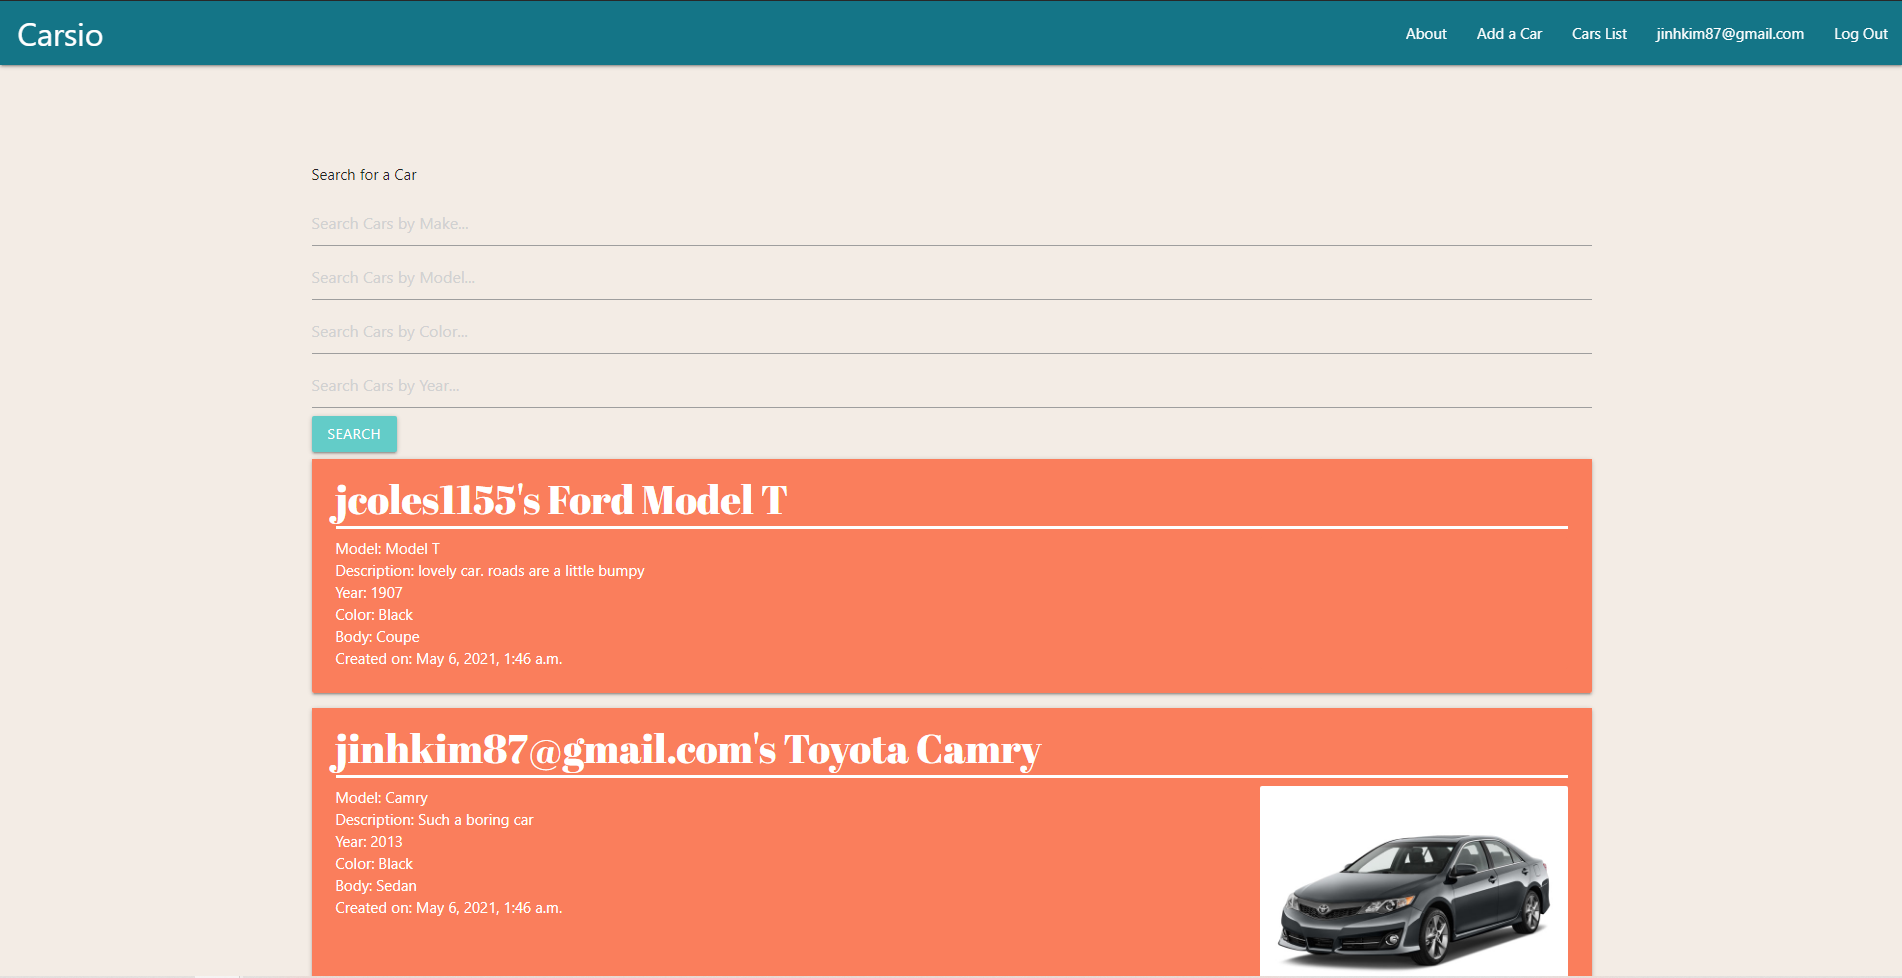 Carsio
About Add a Car Cars List jinhkim87@gmail.com Log Out
Search for a Car
Search Cars by Make...
Search Cars by Model...
Search Cars by Color...
Search Cars by Year...
SEARCH
jcoles1155's Ford Model T
Model: Model T
Description: lovely car. roads are a little bumpy
Year: 1907
Color: Black
Body: Coupe
Created on: May 6, 2021, 1:46 a.m.
jinhkim87@gmail.com's Toyota Camry
Model: Camry
Description: Such a boring car
Year: 2013
Color: Black
Body: Sedan
Created on: May 6, 2021, 1:46 a.m.